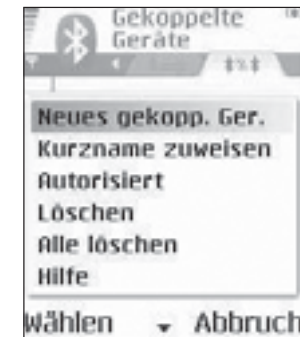 Gekoppelte
Geräte
Neues gekopp. Ger.
Kurzname zuweisen
Autorisiert
Löschen
Alle löschen
Hilfe
Wählen Abbruch